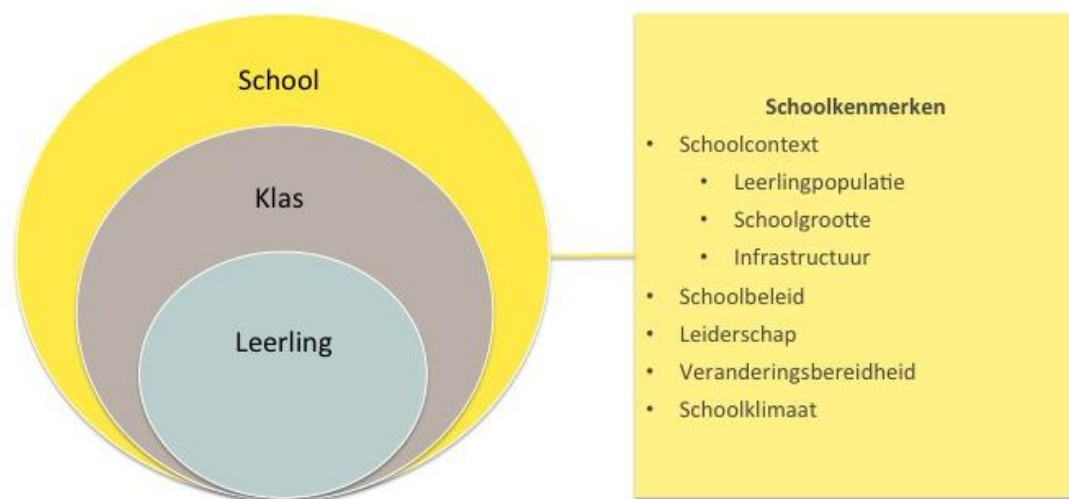 School
Klas
Leerling
Schoolkenmerken
• Schoolcontext
• Leerlingpopulatie
• Schoolgrootte
• Infrastructuur
• Schoolbeleid
• Leiderschap
• Veranderingsbereidheid
• Schoolklimaat